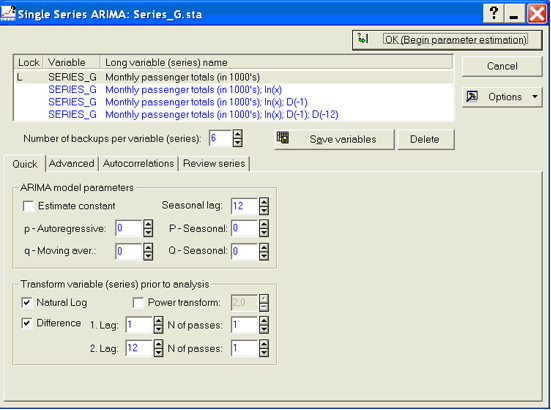 Single Series ARIMA: Series_G.sta
OK (Begin parameter estimation)
Lock Variable Long variable (series) name
L SERIES_G Monthly passenger totals (in 1000's)
SERIES_G Monthly passenger totals (in 1000's); ln(x)
SERIES_G Monthly passenger totals (in 1000's); ln(x); D(-1)
SERIES_G Monthly passenger totals (in 1000's); ln(x); D(-1); D(-12)
Cancel
Options
Number of backups per variable (series): 6
Save variables
Delete
Quick Advanced Autocorrelations Review series
ARIMA model parameters
Estimate constant Seasonal lag: 12
p - Autoregressive: 0 P - Seasonal: 0
q - Moving aver.: 0 Q - Seasonal: 0
Transform variable (series) prior to analysis
Natural Log Power transform: 2.0
Difference 1. Lag: 1 N of passes: 1
2. Lag: 12 N of passes: 1